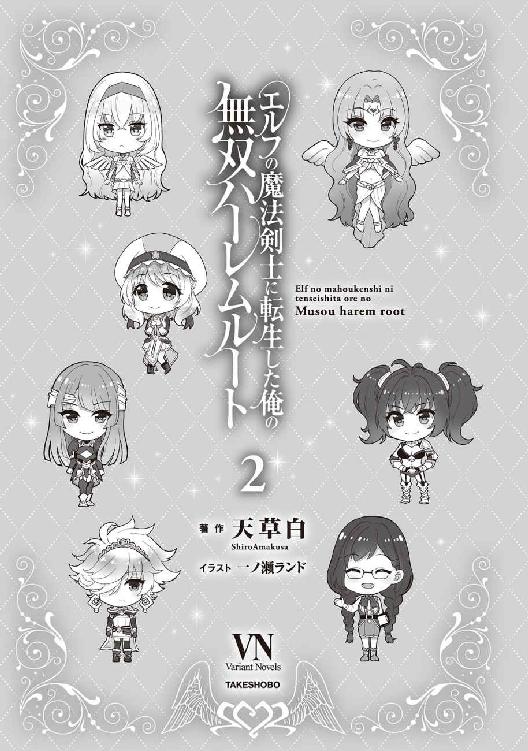 エルフの魔法剣士に転生した俺の
無双ハーレムルート
Elf no mahoukenshi ni
tenseishita ore no
Musou harem root
2
著作 天草白
ShiroAmakusa
イラスト 一ノ瀬ランド
VN
Variant Novels
TAKESHOBO